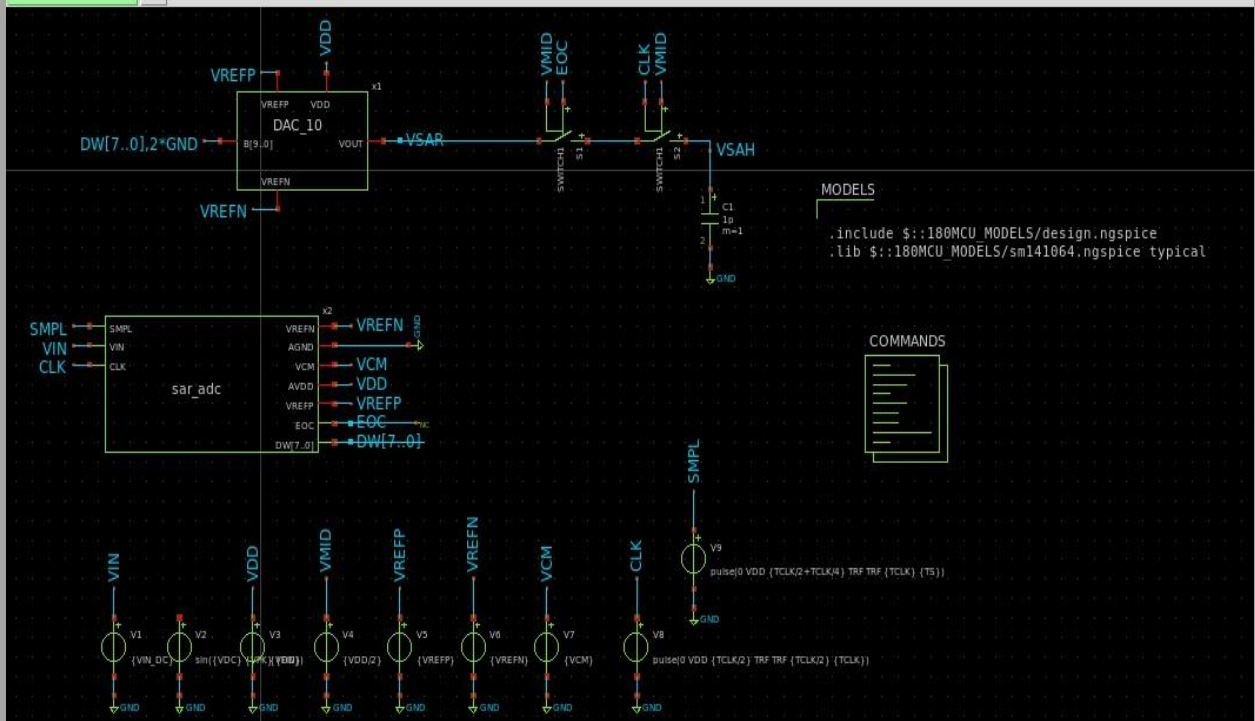 VDD
VREFP
x1
VREFP VDD
DAC_10
DW[7..0],2*GND
B[9..0]
VOUT
VSAR
VREFN
VREFN
VMID
EOC
CLK
VMID
+
+
SWITCH1
S1
SWITCH1
S2
VSAH
1
+
C1
1p
m=1
2
GND
MODELS
.include $::180MCU_MODELS/design.ngspice
.lib $::180MCU_MODELS/sm141064.ngspice typical
x2
SMPL
VIN
CLK
SMPL
VIN
CLK
sar_adc
VREFN
AGND
VCM
AVDD
VREFP
EOC
DW[7..0]
VREFN
GND
VCM
VDD
VREFP
EOC
NC
DW[7..0]
COMMANDS
SMPL
+
V9
pulse(0 VDD {TCLK/2+TCLK/4} TRF TRF {TCLK} {TS})
GND
VIN
VDD
VMID
VREFP
VREFN
VCM
CLK
+ + + + + + + +
V1
{VIN_DC}
V2
sin({VDC}
V3
V4
{VDD/2}
V5
{VREFP}
V6
{VREFN}
V7
{VCM}
V8
pulse(0 VDD {TCLK/2} TRF TRF {TCLK/2} {TCLK})
GND GND GND GND GND GND GND GND